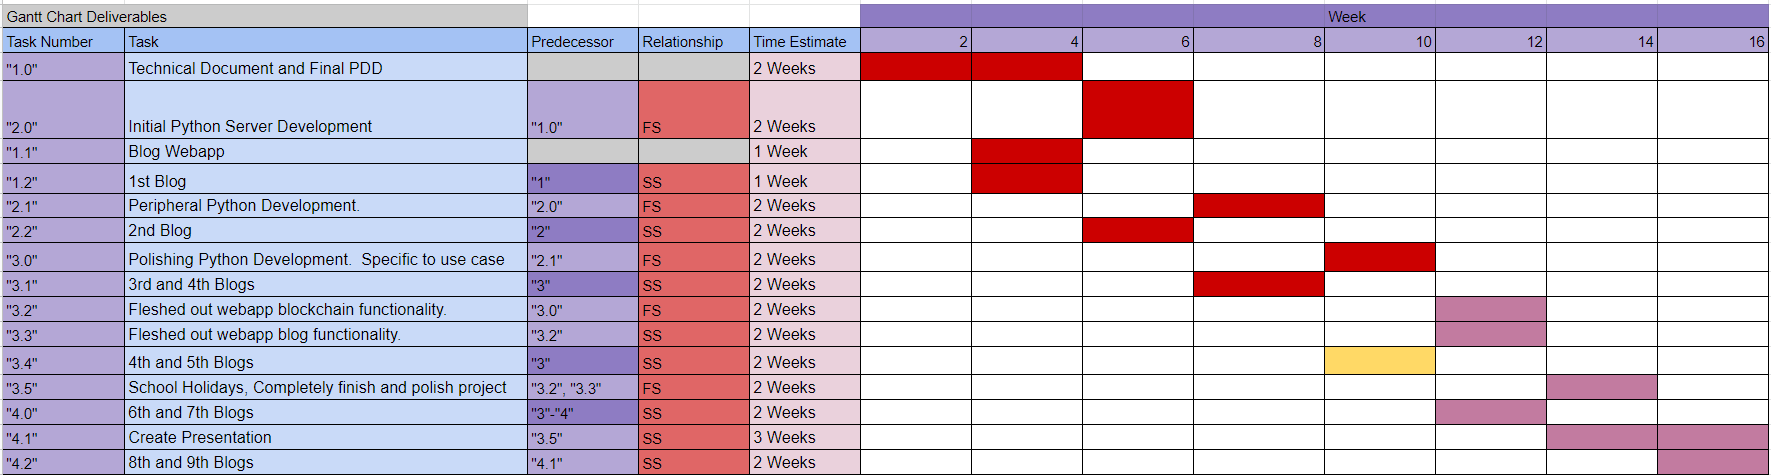 Gantt Chart Deliverables Week
Task Number Task Predecessor Relationship Time Estimate 2 4 6 8 10 12 14 16
"1.0" Technical Document and Final PDD 2 Weeks
"2.0" Initial Python Server Development "1.0" FS 2 Weeks
"1.1" Blog Webapp 1 Week
"1.2" 1st Blog "1" SS 1 Week
"2.1" Peripheral Python Development. "2.0" FS 2 Weeks
"2.2" 2nd Blog "2" SS 2 Weeks
"3.0" Polishing Python Development.  Specific to use case "2.1" FS 2 Weeks
"3.1" 3rd and 4th Blogs "3" SS 2 Weeks
"3.2" Fleshed out webapp blockchain functionality. "3.0" FS 2 Weeks
"3.3" Fleshed out webapp blog functionality. "3.2" SS 2 Weeks
"3.4" 4th and 5th Blogs "3" SS 2 Weeks
"3.5" School Holidays, Completely finish and polish project "3.2", "3.3" FS 2 Weeks
"4.0" 6th and 7th Blogs "3"-"4" SS 2 Weeks
"4.1" Create Presentation "3.5" SS 3 Weeks
"4.2" 8th and 9th Blogs "4.1" SS 2 Weeks